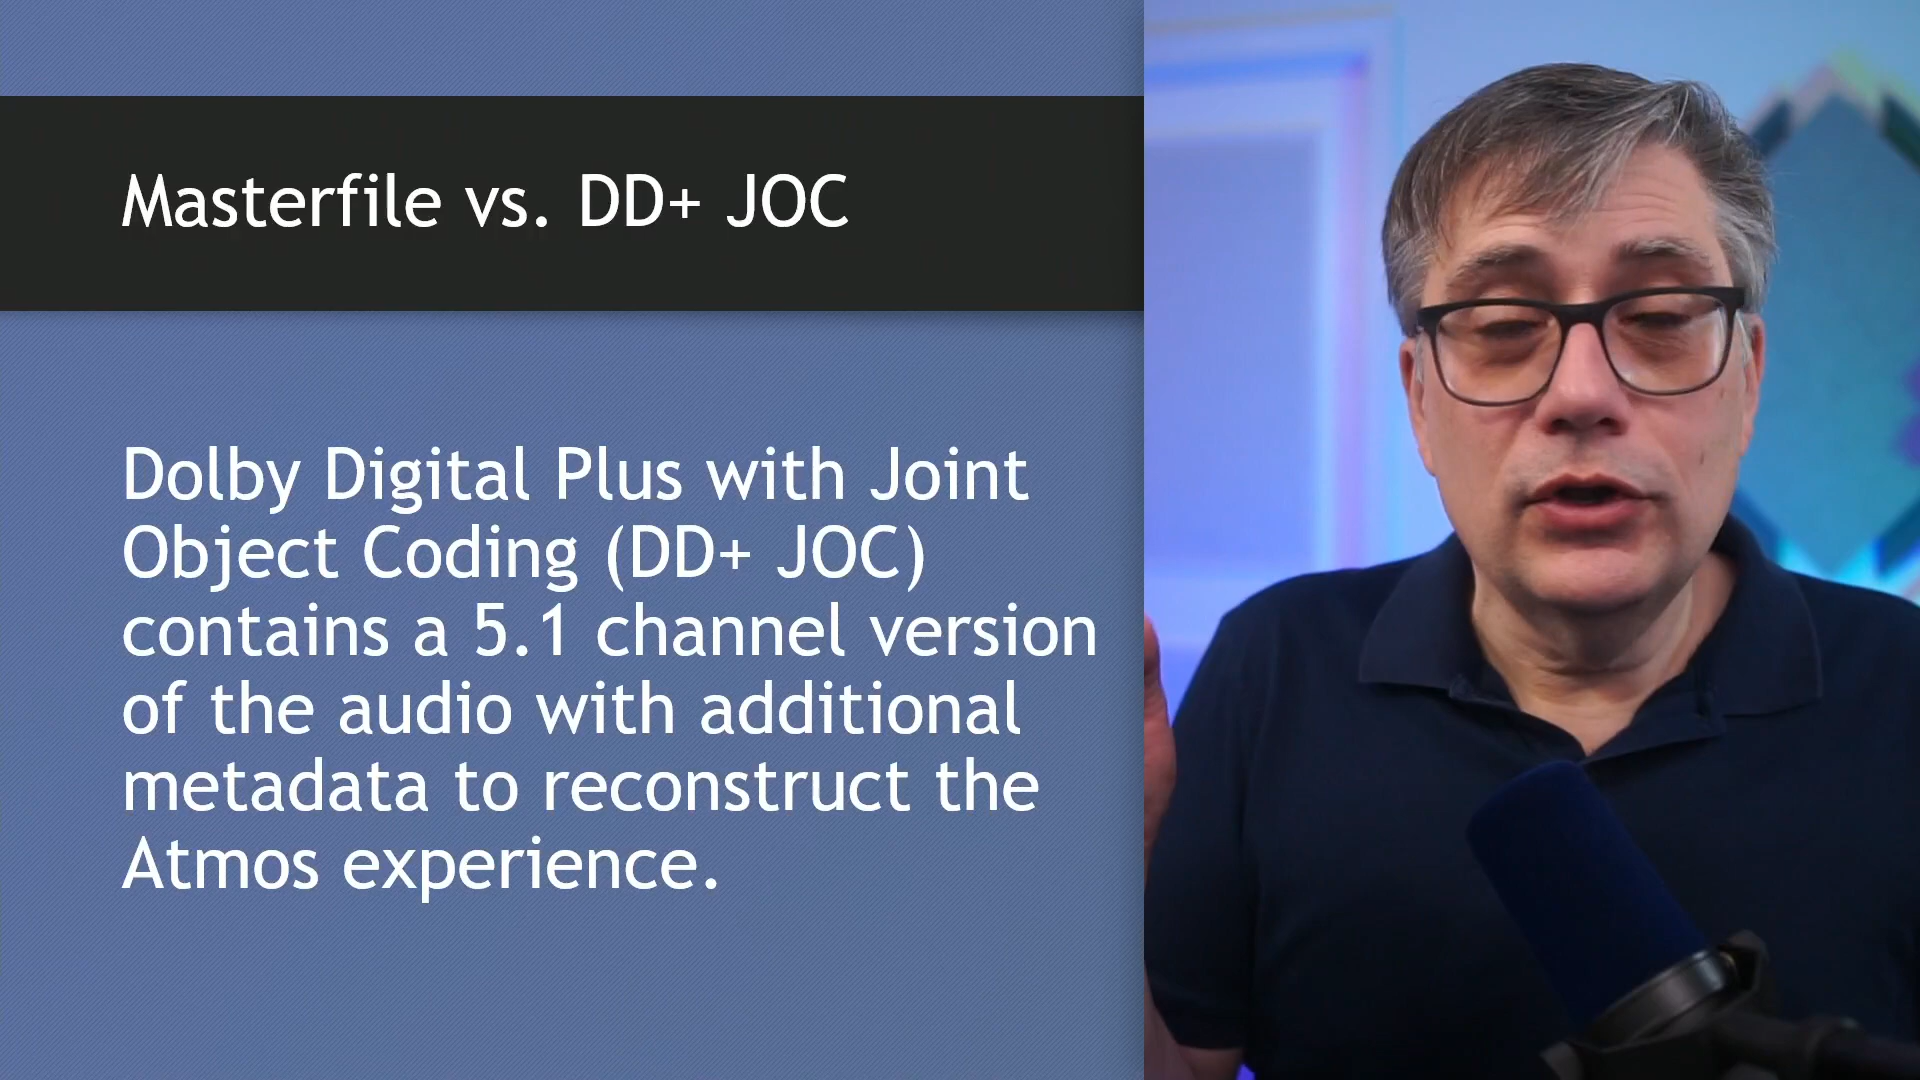 Masterfile vs. DD+ JOC
Dolby Digital Plus with Joint
Object Coding (DD+ JOC)
contains a 5.1 channel version
of the audio with additional
metadata to reconstruct the
Atmos experience.